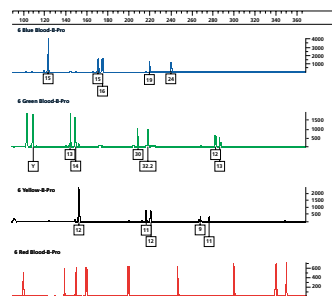 80 100 120 140 160 180 200 220 240 260 280 300 320 340 360
6 Blue Blood-B-Pro
4000
3000
2000
1000
15 15 19 24
16
6 Green Blood-B-Pro
1500
1000
500
Y 13 14 30 32.2 12
13
6 Yellow-B-Pro
2000
1500
1000
500
12 11 9 11
12
6 Red Blood-B-Pro
600
400
200